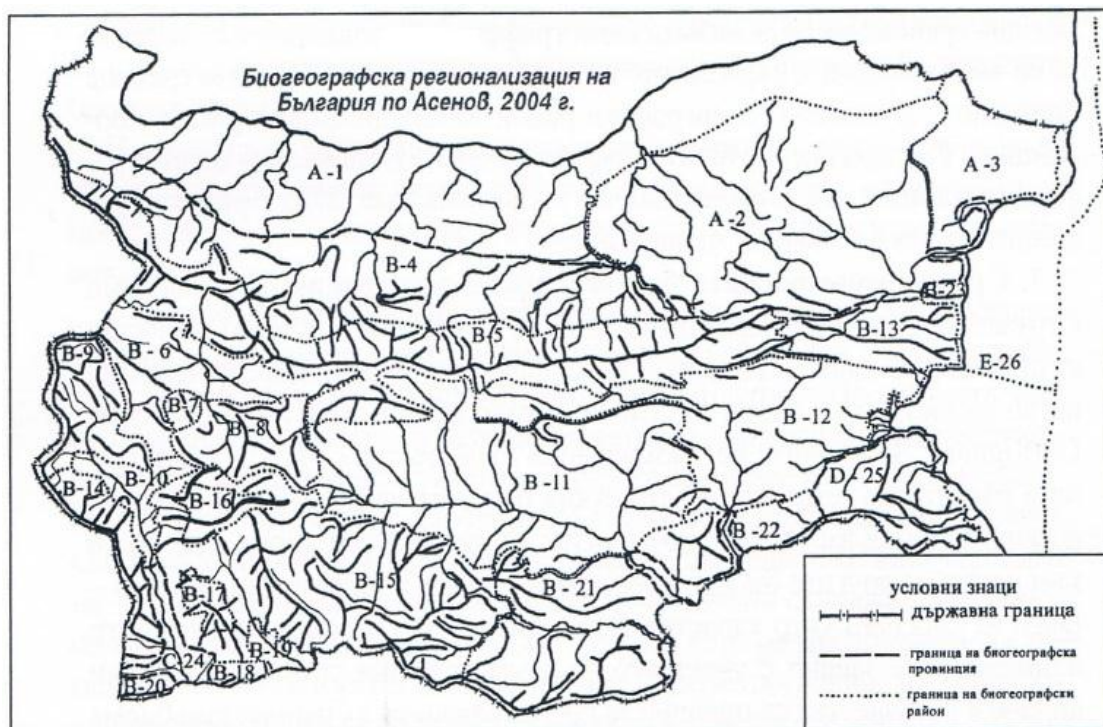 Биогеографска регионализация на
България по Асенов, 2004 г.
A -1
A -2
A -3
B-4
B-5
B - 6
B-7
B - 8
B-9
B-10
B -11
B -12
B-13
B-14
B-15
B-16
B-17
B-18
B-19
B-20
B - 21
B - 22
B-23
C-24
D - 25
E -26
условни знаци
държавна граница
граница на биогеографска
провинция
граница на биогеографски
район